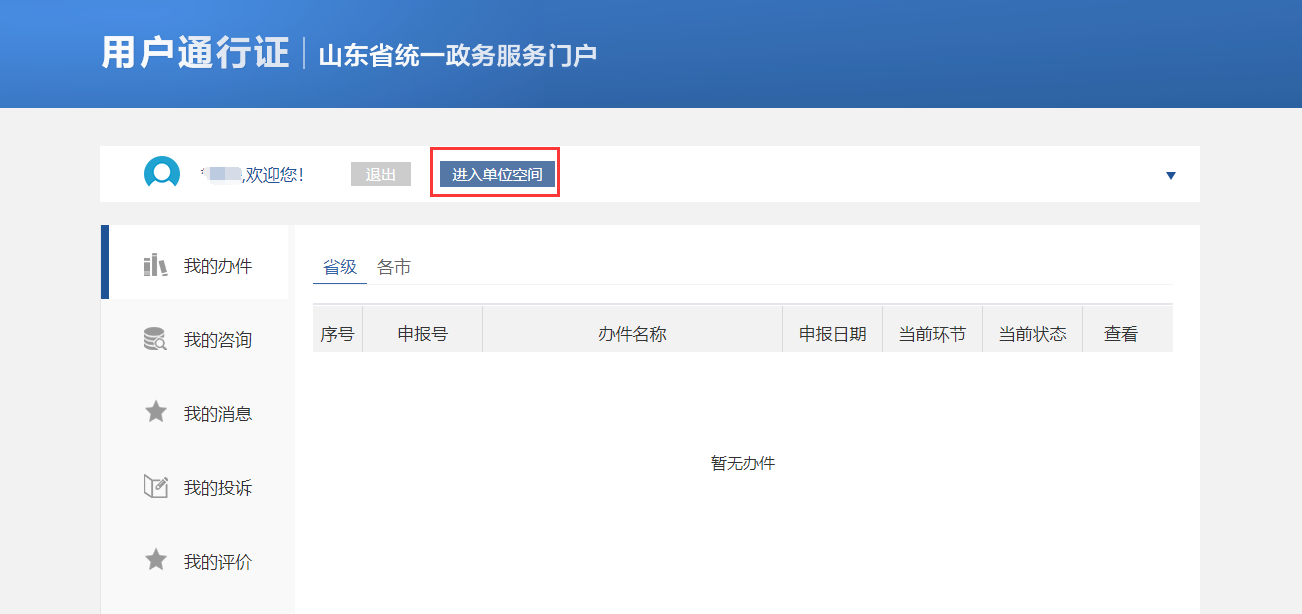 用户通行证 | 山东省统一政务服务门户
,欢迎您! 退出 进入单位空间
我的办件
我的咨询
我的消息
我的投诉
我的评价
省级 各市
序号 申报号 办件名称 申报日期 当前环节 当前状态 查看
暂无办件